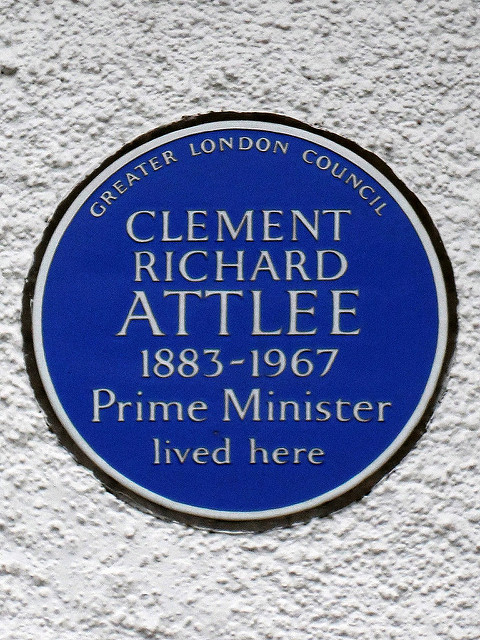 GREATER LONDON COUNCIL
CLEMENT
RICHARD
ATTLEE
1883-1967
Prime Minister
lived here